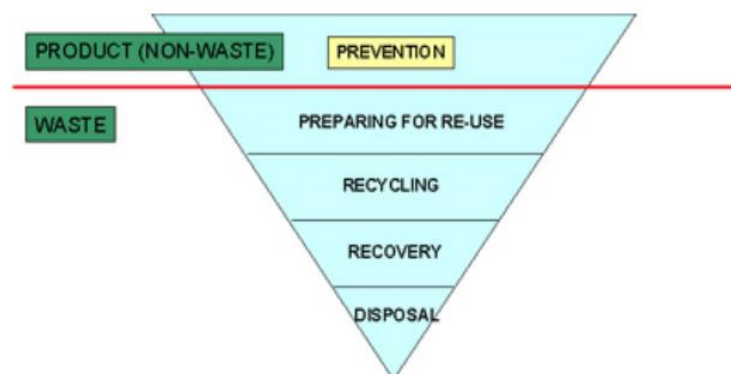 PRODUCT (NON-WASTE)
PREVENTION
WASTE
PREPARING FOR RE-USE
RECYCLING
RECOVERY
DISPOSAL